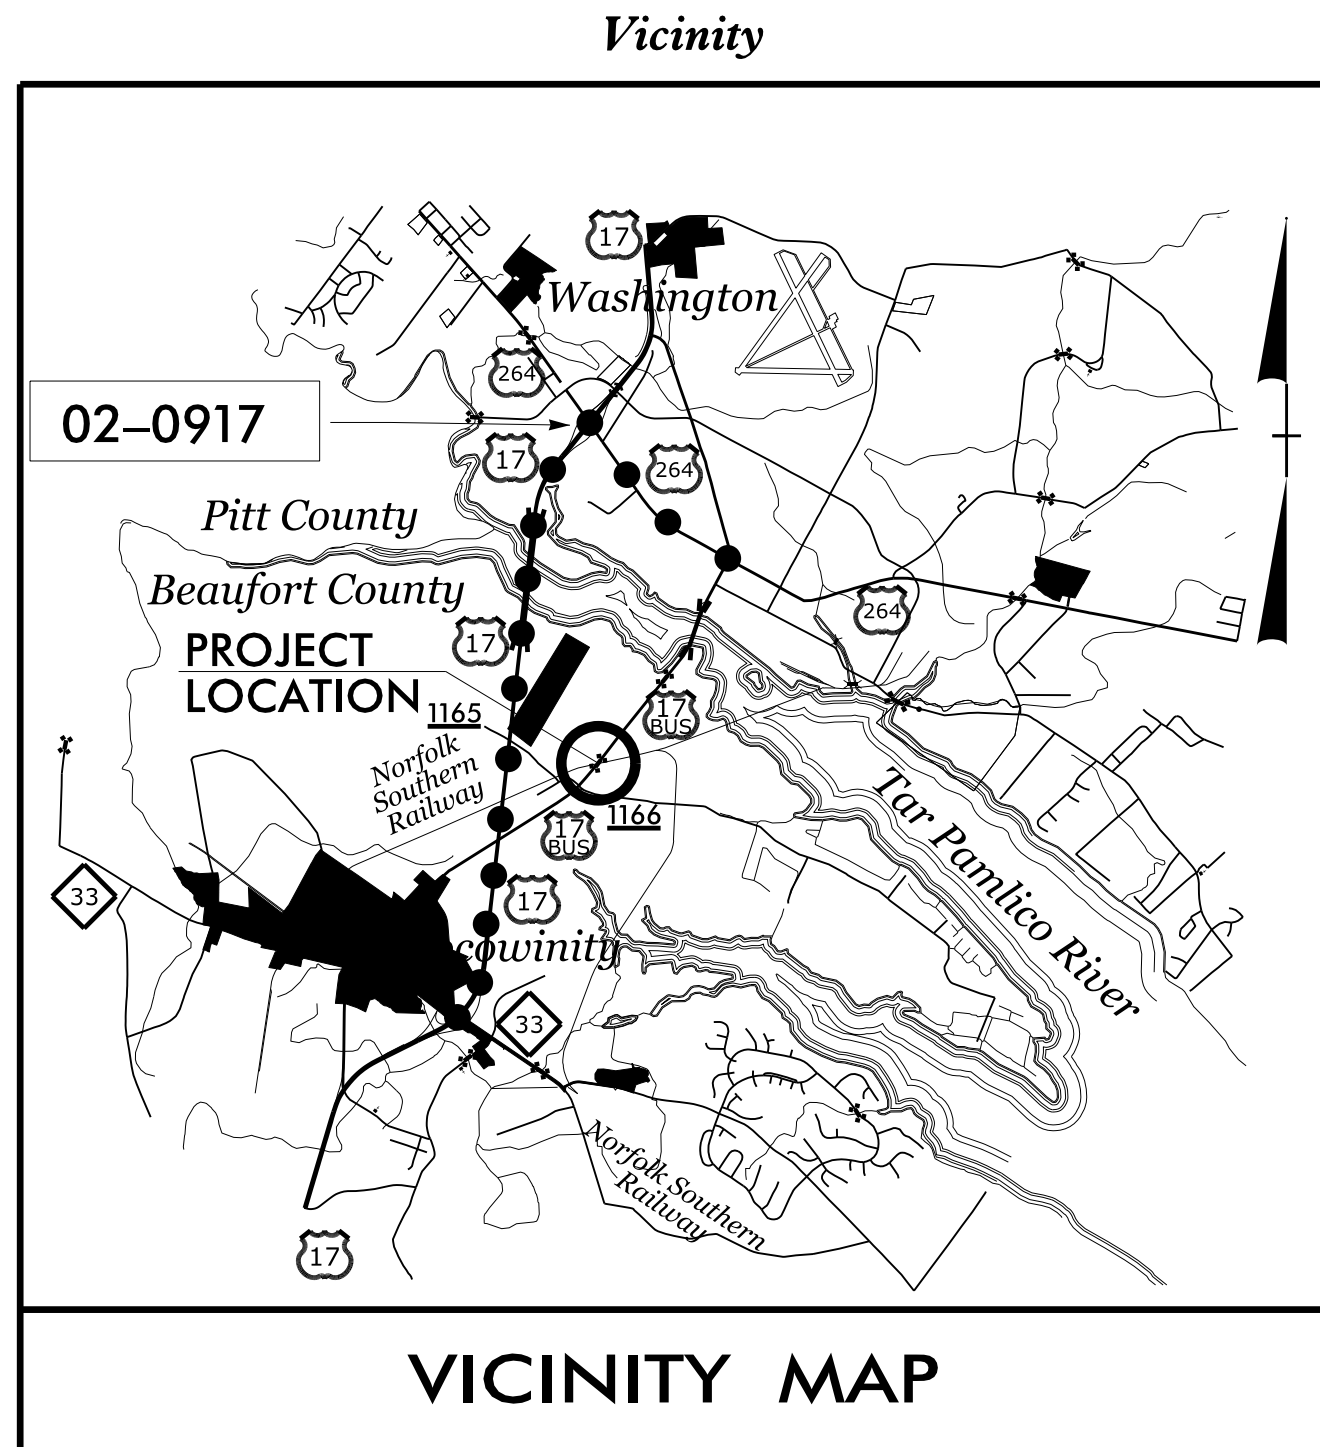 Vicinity
17
Washington
264
02–0917
17
264
Pitt County
Beaufort County
264
PROJECT
LOCATION
17
1165
17
BUS
Norfolk
Southern
Railway
1166
17
BUS
Tar Pamlico River
33
17
cowinity
33
Norfolk Southern
Railway
17
VICINITY MAP